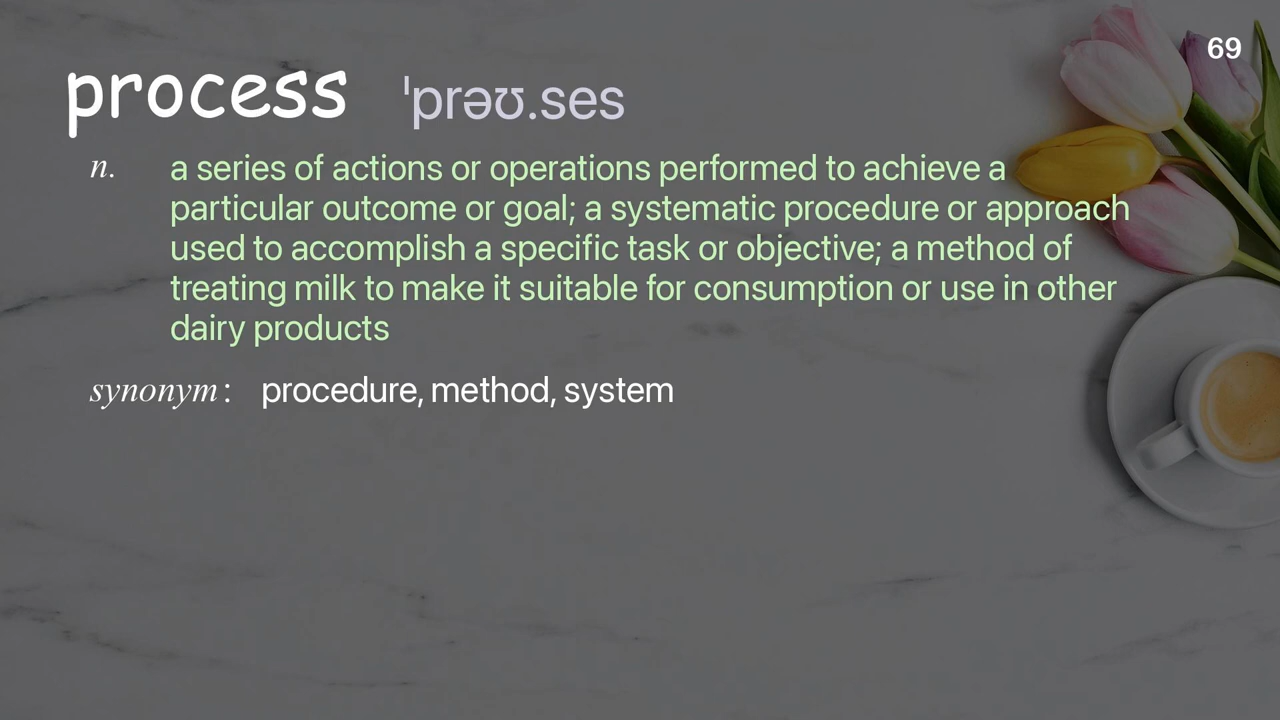 69
process ˈprəʊ.ses
n. a series of actions or operations performed to achieve a
particular outcome or goal; a systematic procedure or approach
used to accomplish a specific task or objective; a method of
treating milk to make it suitable for consumption or use in other
dairy products
synonym: procedure, method, system